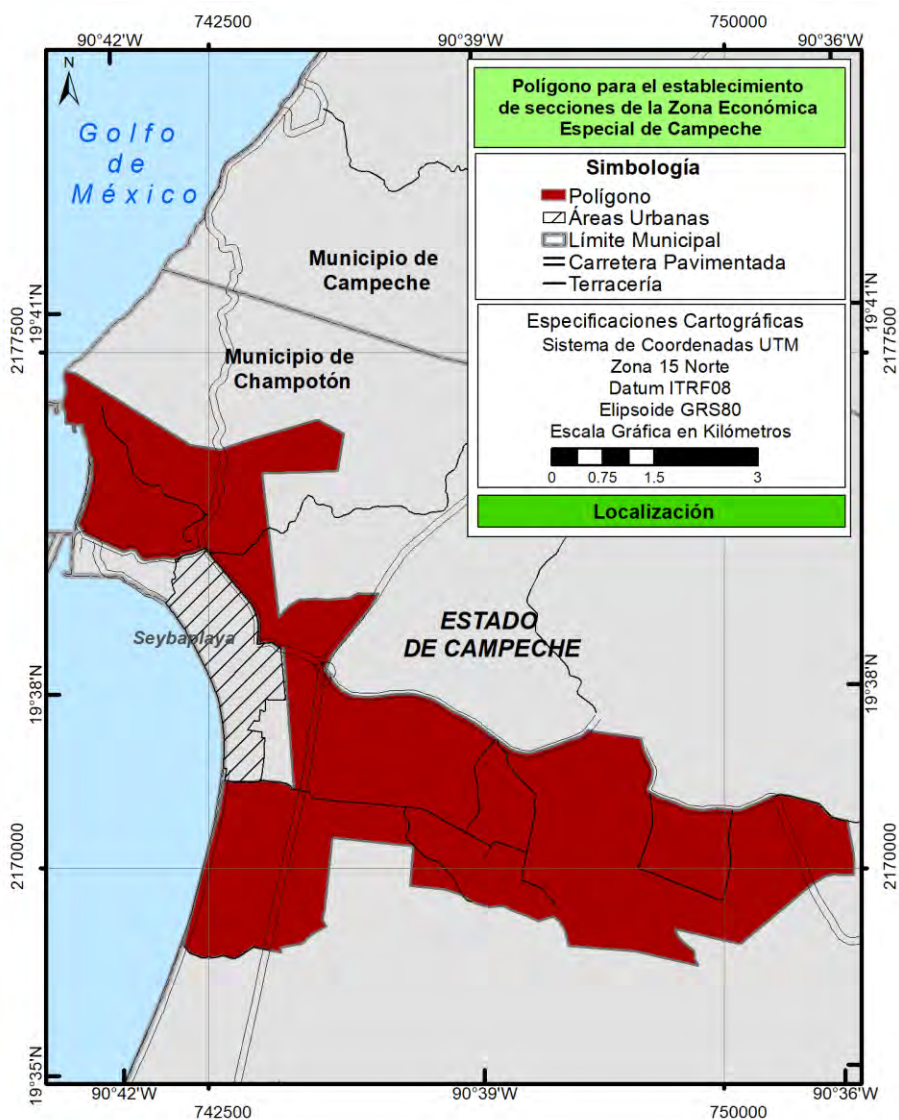 742500
750000
90°42'W
90°39'W
90°36'W
N
Golfo
de
México
Polígono para el establecimiento
de secciones de la Zona Económica
Especial de Campeche
Simbología
Polígono
Áreas Urbanas
Límite Municipal
Carretera Pavimentada
Terracería
Municipio de
Campeche
19°41'N
19°41'N
2177500
2177500
Especificaciones Cartográficas
Sistema de Coordenadas UTM
Zona 15 Norte
Datum ITRF08
Elipsoide GRS80
Escala Gráfica en Kilómetros
0 0.75 1.5 3
Municipio de
Champotón
Localización
ESTADO
DE CAMPECHE
Seybaplaya
19°38'N
19°38'N
2170000
2170000
19°35'N
19°35'N
90°42'W
90°39'W
90°36'W
742500
750000